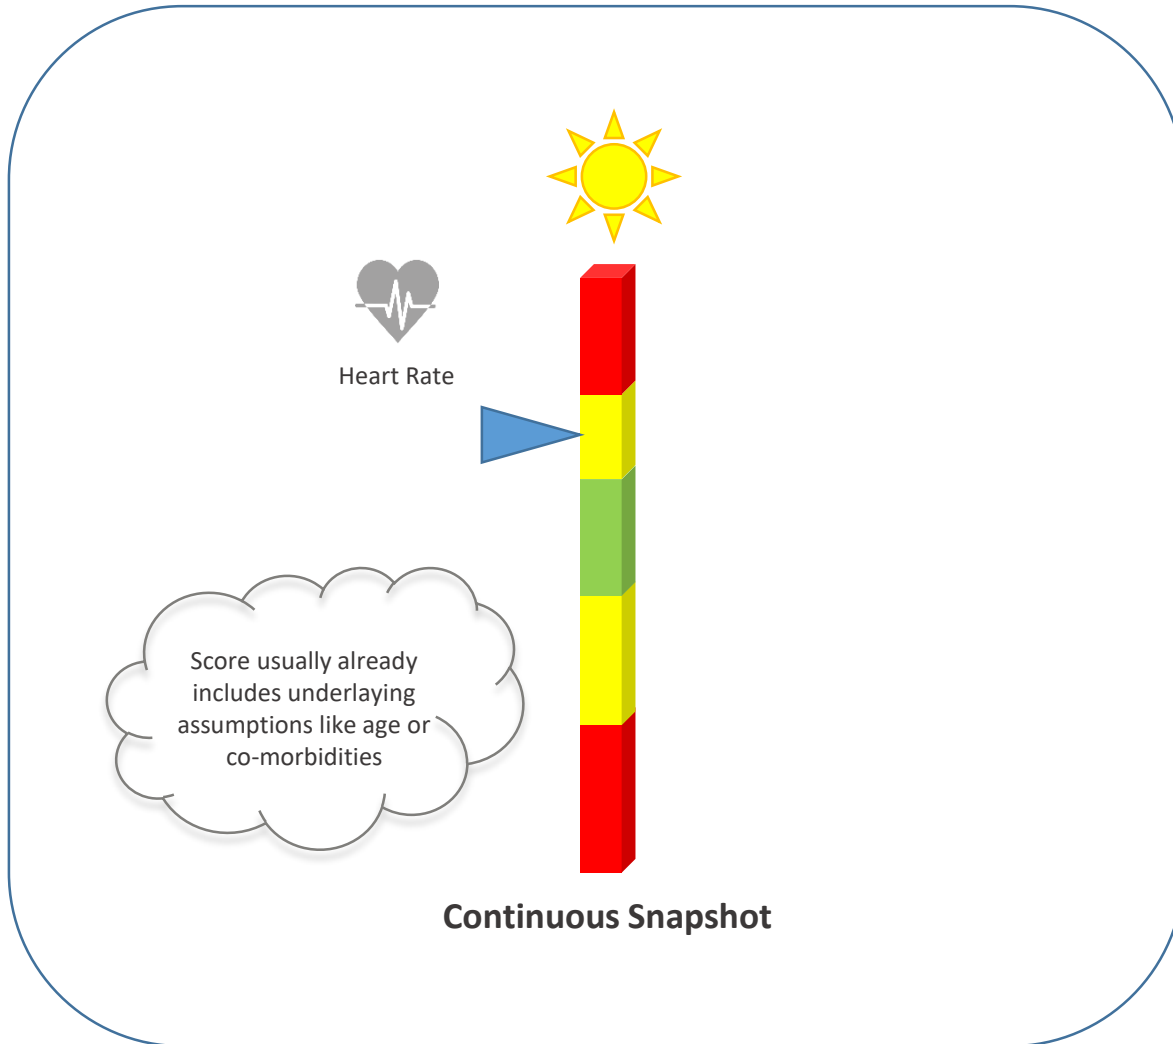 Heart Rate
Score usually already
includes underlaying
assumptions like age or
co-morbidities
Continuous Snapshot